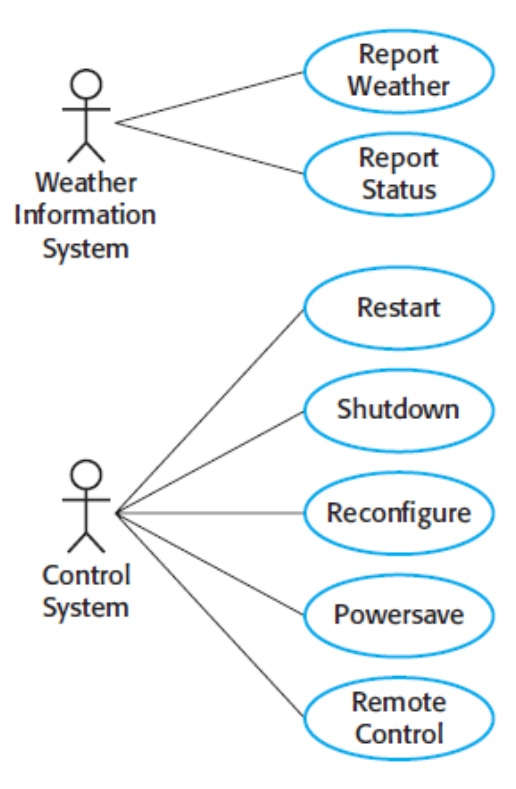 Report
Weather
Report
Status
Weather
Information
System
Restart
Shutdown
Reconfigure
Powersave
Remote
Control
Control
System